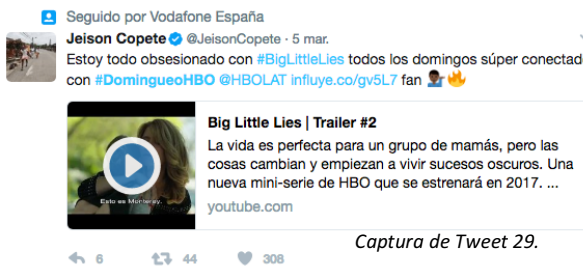 Seguido por Vodafone España
Jeison Copete @JeisonCopete · 5 mar.
Estoy todo obsesionado con #BigLittleLies todos los domingos súper conectad
con #DomingueoHBO @HBOLAT influye.co/gv5L7 fan
Big Little Lies | Trailer #2
La vida es perfecta para un grupo de mamás, pero las
cosas cambian y empiezan a vivir sucesos oscuros. Una
nueva mini-serie de HBO que se estrenará en 2017. ...
Esto es Monterey.
youtube.com
Captura de Tweet 29.
6 44 308